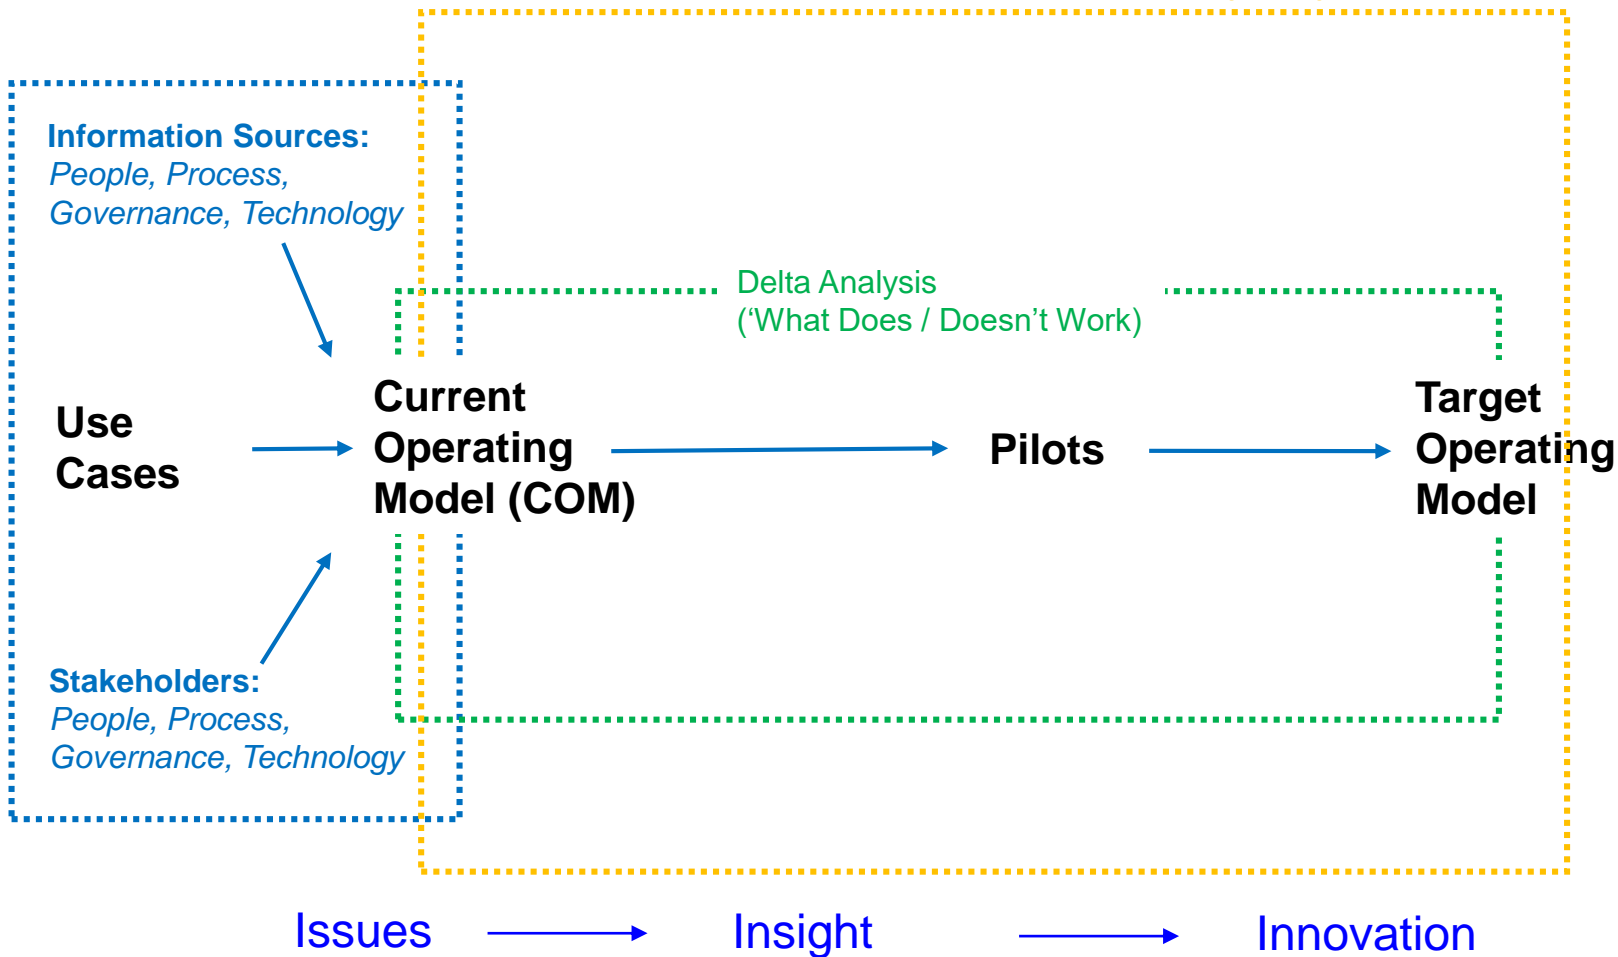 Information Sources:
People, Process,
Governance, Technology
Delta Analysis
(‘What Does / Doesn’t Work)
Use
Cases
Current
Operating
Model (COM)
Pilots
Target
Operating
Model
Stakeholders:
People, Process,
Governance, Technology
Issues
Insight
Innovation